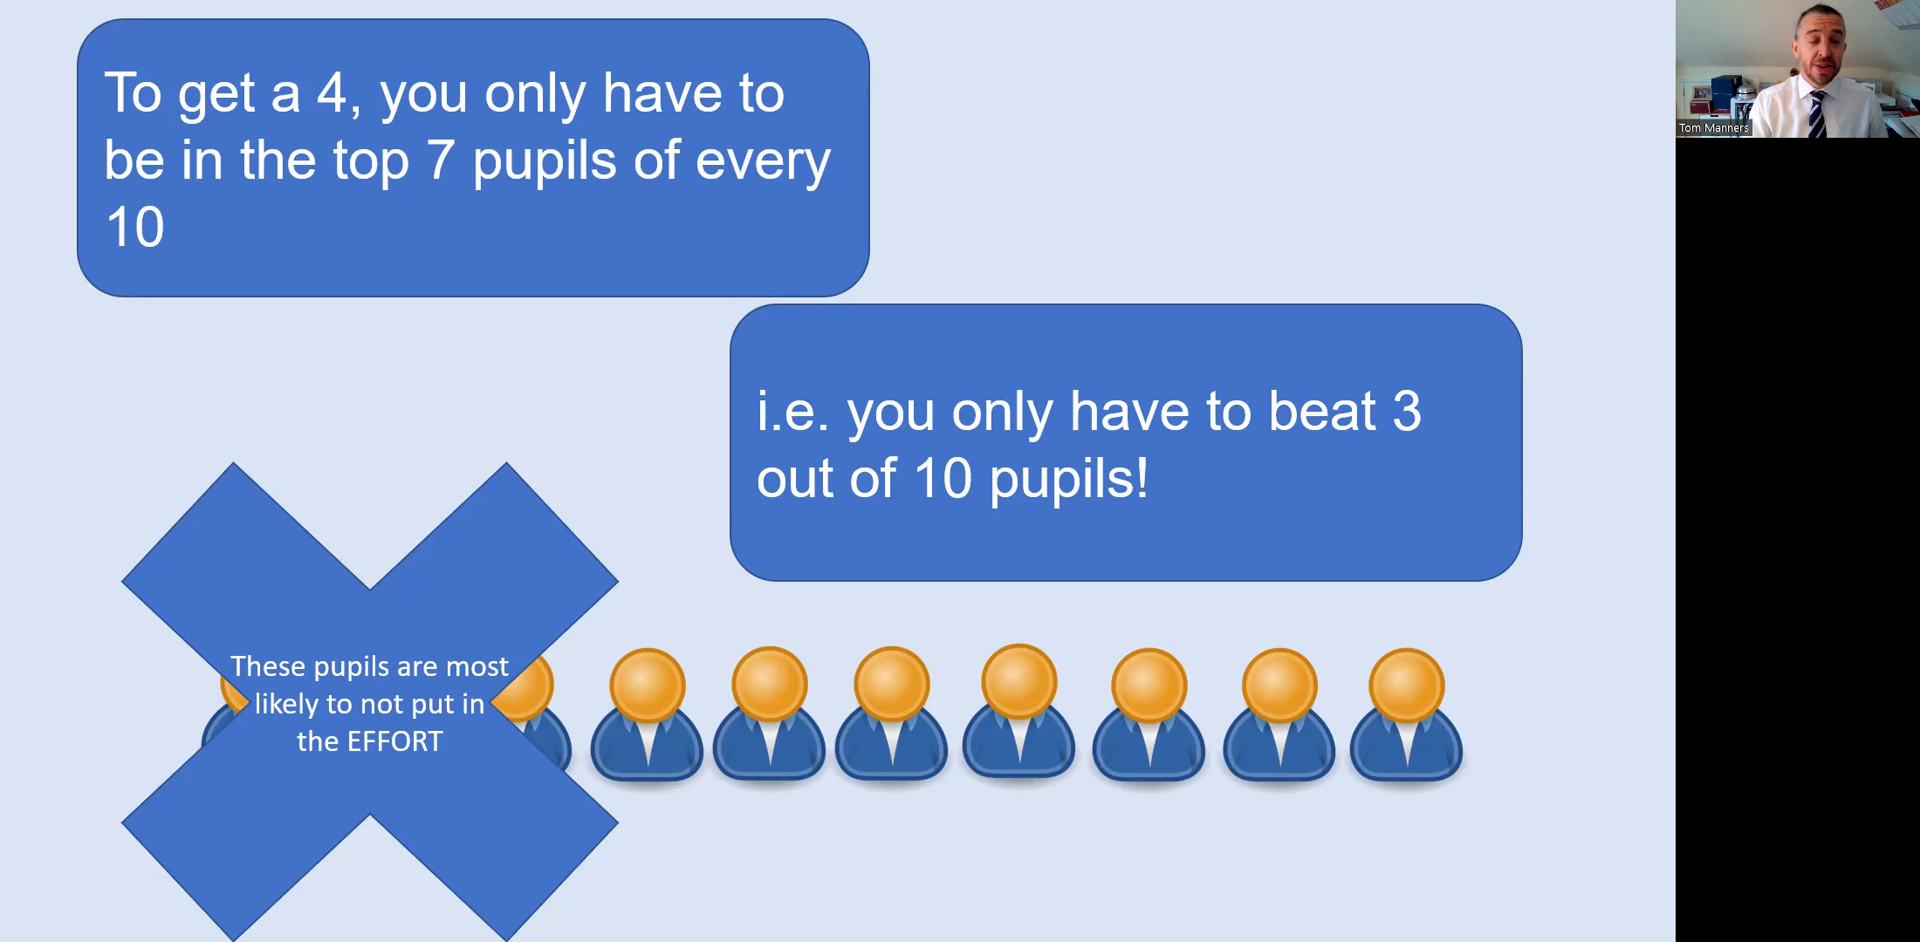 To get a 4, you only have to
be in the top 7 pupils of every
10
i.e. you only have to beat 3
out of 10 pupils!
These pupils are most
likely to not put in
the EFFORT
Tom Manners